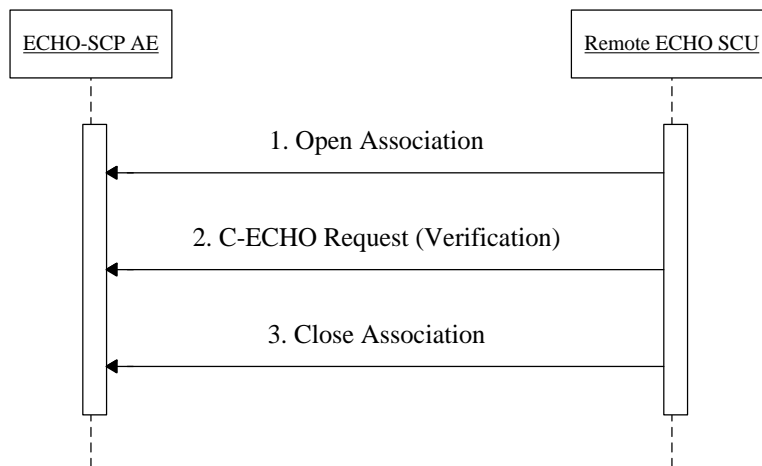 ECHO-SCP AE
Remote ECHO SCU
1. Open Association
2. C-ECHO Request (Verification)
3. Close Association